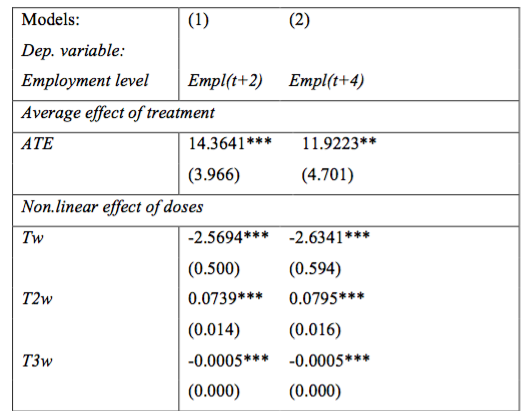 Models: (1) (2)
Dep. variable:
Employment level Empl(t+2) Empl(t+4)
Average effect of treatment
ATE 14.3641*** 11.9223**
(3.966) (4.701)
Non.linear effect of doses
Tw -2.5694*** -2.6341***
(0.500) (0.594)
T2w 0.0739*** 0.0795***
(0.014) (0.016)
T3w -0.0005*** -0.0005***
(0.000) (0.000)